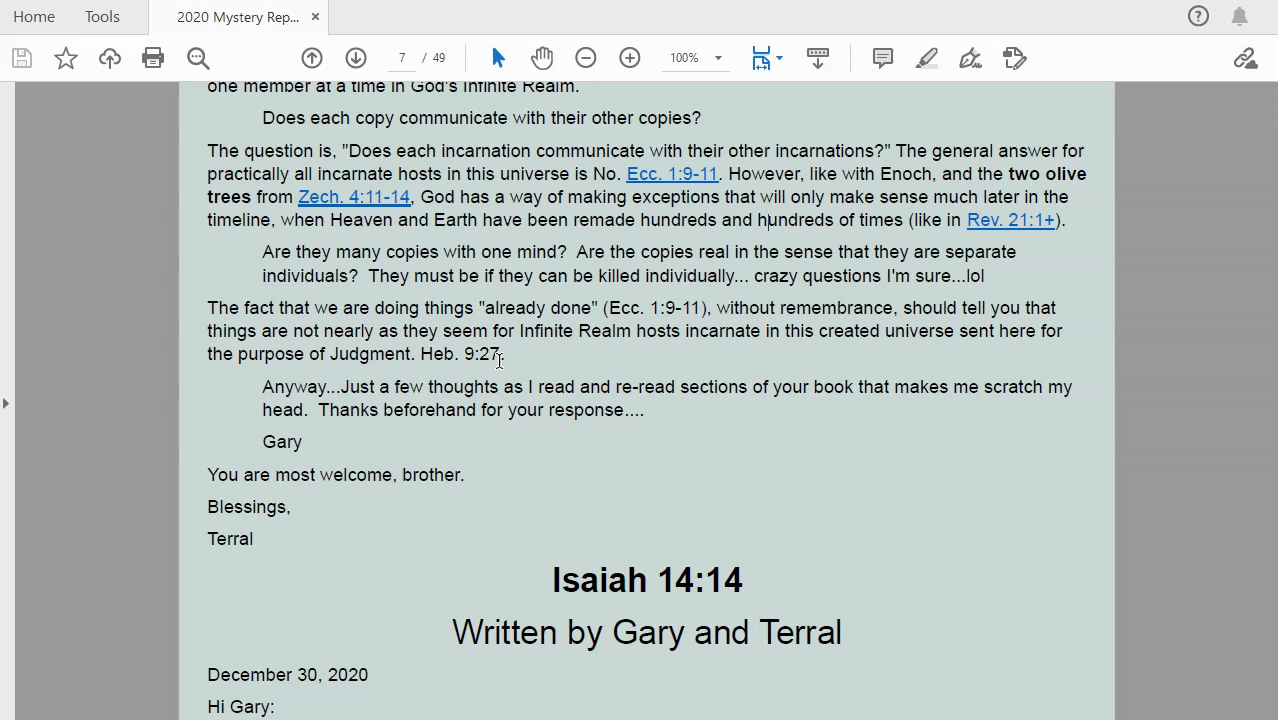 Home Tools 2020 Mystery Rep... ×
7 / 49 100%
one member at a time in God's Infinite Realm.
Does each copy communicate with their other copies?
The question is, "Does each incarnation communicate with their other incarnations?" The general answer for
practically all incarnate hosts in this universe is No. Ecc. 1:9-11. However, like with Enoch, and the two olive
trees from Zech. 4:11-14, God has a way of making exceptions that will only make sense much later in the
timeline, when Heaven and Earth have been remade hundreds and hundreds of times (like in Rev. 21:1+).
Are they many copies with one mind? Are the copies real in the sense that they are separate
individuals? They must be if they can be killed individually... crazy questions I'm sure...lol
The fact that we are doing things "already done" (Ecc. 1:9-11), without remembrance, should tell you that
things are not nearly as they seem for Infinite Realm hosts incarnate in this created universe sent here for
the purpose of Judgment. Heb. 9:27.
Anyway...Just a few thoughts as I read and re-read sections of your book that makes me scratch my
head. Thanks beforehand for your response....
Gary
You are most welcome, brother.
Blessings,
Terral
Isaiah 14:14
Written by Gary and Terral
December 30, 2020
Hi Gary: